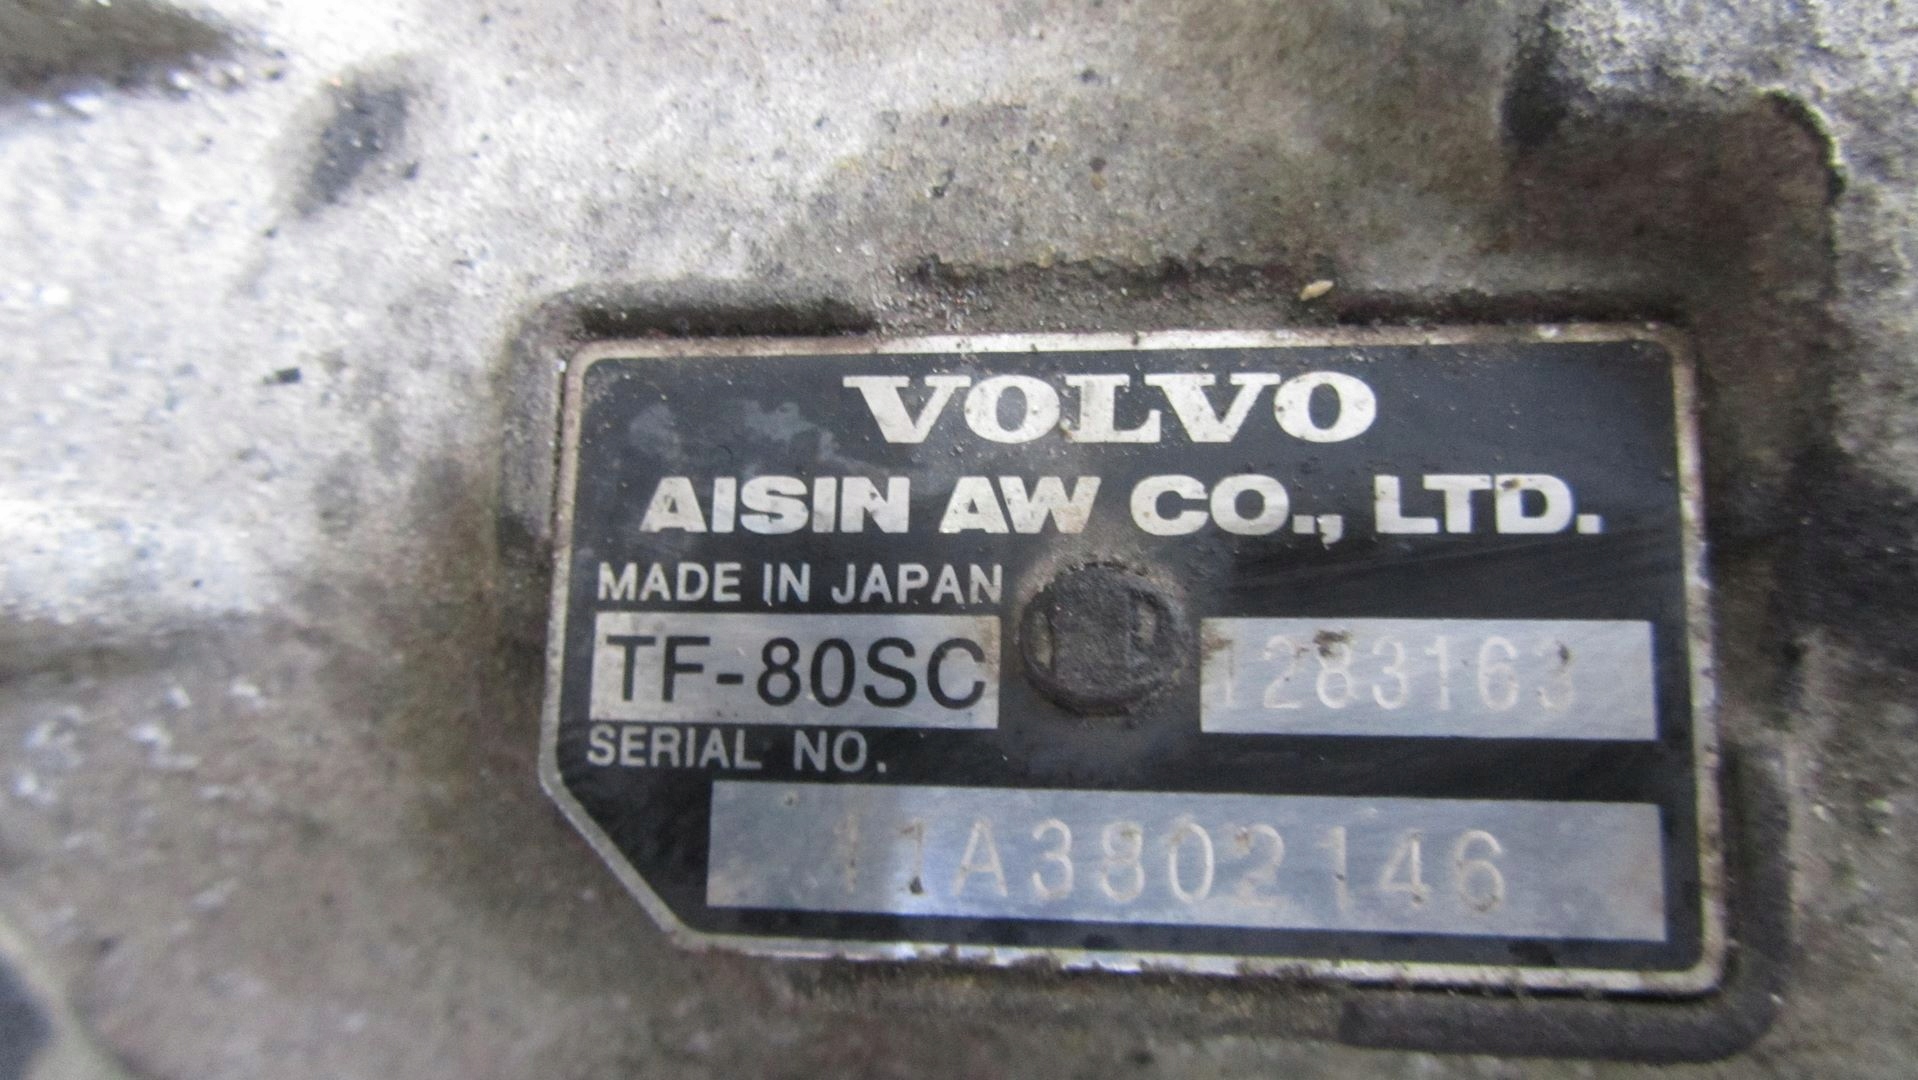 VOLVO
AISIN AW CO., LTD.
MADE IN JAPAN
TF-80SC 1283163
SERIAL NO.
11A3802146